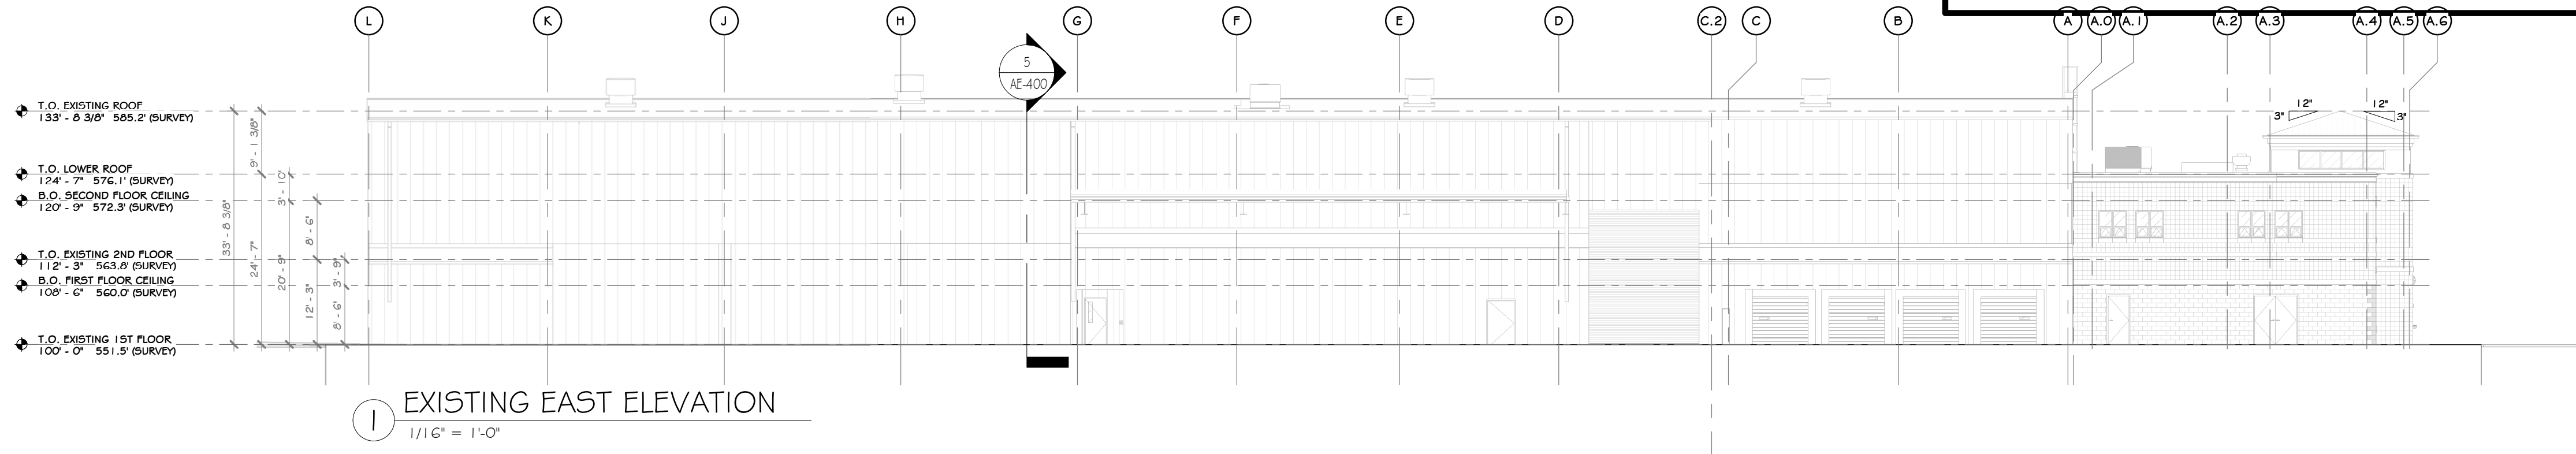 L K J H G F E D C.2 C B A A.0 A.1 A.2 A.3 A.4 A.5 A.6
5
AE-400
T.O. EXISTING ROOF
133' - 8 3/8" 585.2' (SURVEY)
T.O. LOWER ROOF
124' - 7" 576.1' (SURVEY)
B.O. SECOND FLOOR CEILING
120' - 9" 572.3' (SURVEY)
T.O. EXISTING 2ND FLOOR
112' - 3" 563.8' (SURVEY)
B.O. FIRST FLOOR CEILING
108' - 6" 560.0' (SURVEY)
T.O. EXISTING 1ST FLOOR
100' - 0" 551.5' (SURVEY)
33' - 8 3/8"
9' - 1 3/8"
24' - 7"
3' - 10"
20' - 9"
8' - 6"
12' - 3"
3' - 9"
8' - 6"
12"
3"
12"
3"
1
EXISTING EAST ELEVATION
1/16" = 1'-0"